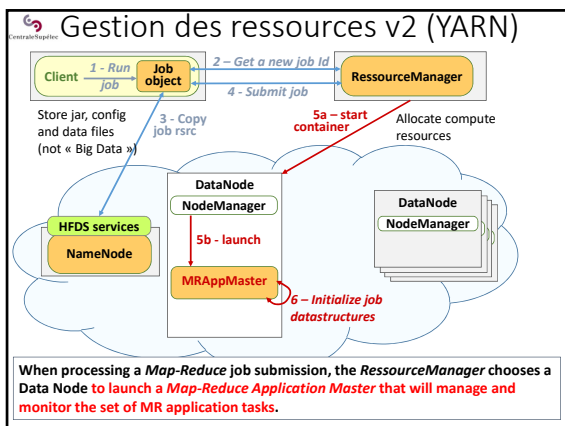 CentraleSupélec
Gestion des ressources v2 (YARN)
Client
1 - Run
job
Job
object
2 – Get a new job Id
4 - Submit job
RessourceManager
Store jar, config
and data files
(not « Big Data »)
3 - Copy
job rsrc
5a – start
container
Allocate compute
resources
DataNode
NodeManager
5b - launch
MRAppMaster
6 – Initialize job
datastructures
HFDS services
NameNode
DataNode
NodeManager
When processing a Map-Reduce job submission, the RessourceManager chooses a
Data Node to launch a Map-Reduce Application Master that will manage and
monitor the set of MR application tasks.